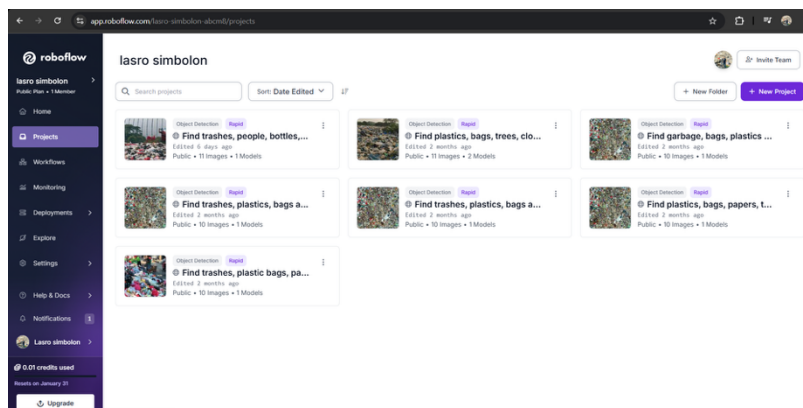 app.roboflow.com/lasro-simbolon-abcm8/projects
roboflow
lasro simbolon
Public Plan • 1 Member
Home
Projects
Workflows
Monitoring
Deployments
Explore
Settings
Help & Docs
Notifications 1
Lasro simbolon
0.01 credits used
Resets on January 31
Upgrade
lasro simbolon
Invite Team
Search projects
Sort: Date Edited
+ New Folder
+ New Project
Object Detection Rapid
Find trashes, people, bottles,...
Edited 6 days ago
Public • 11 Images • 1 Models
Object Detection Rapid
Find plastics, bags, trees, clo...
Edited 2 months ago
Public • 11 Images • 2 Models
Object Detection Rapid
Find garbage, bags, plastics ...
Edited 2 months ago
Public • 10 Images • 1 Models
Object Detection Rapid
Find trashes, plastics, bags a...
Edited 2 months ago
Public • 10 Images • 1 Models
Object Detection Rapid
Find trashes, plastics, bags a...
Edited 2 months ago
Public • 10 Images • 1 Models
Object Detection Rapid
Find plastics, bags, papers, t...
Edited 2 months ago
Public • 10 Images • 1 Models
Object Detection Rapid
Find trashes, plastic bags, pa...
Edited 2 months ago
Public • 10 Images • 1 Models